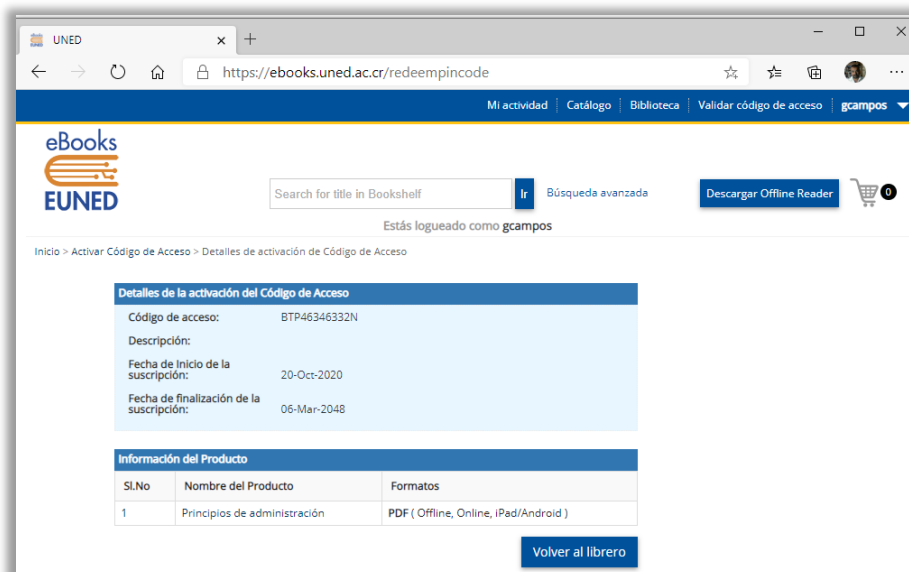 UNED
https://ebooks.uned.ac.cr/redeempincode
Mi actividad Catálogo Biblioteca Validar código de acceso gcampos
eBooks
EUNED
Search for title in Bookshelf Ir Búsqueda avanzada Descargar Offline Reader 0
Estás logueado como gcampos
Inicio > Activar Código de Acceso > Detalles de activación de Código de Acceso
Detalles de la activación del Código de Acceso
Código de acceso: BTP46346332N
Descripción:
Fecha de Inicio de la
suscripción: 20-Oct-2020
Fecha de finalización de la
suscripción: 06-Mar-2048
Información del Producto
Sl.No Nombre del Producto Formatos
1 Principios de administración PDF ( Offline, Online, iPad/Android )
Volver al librero